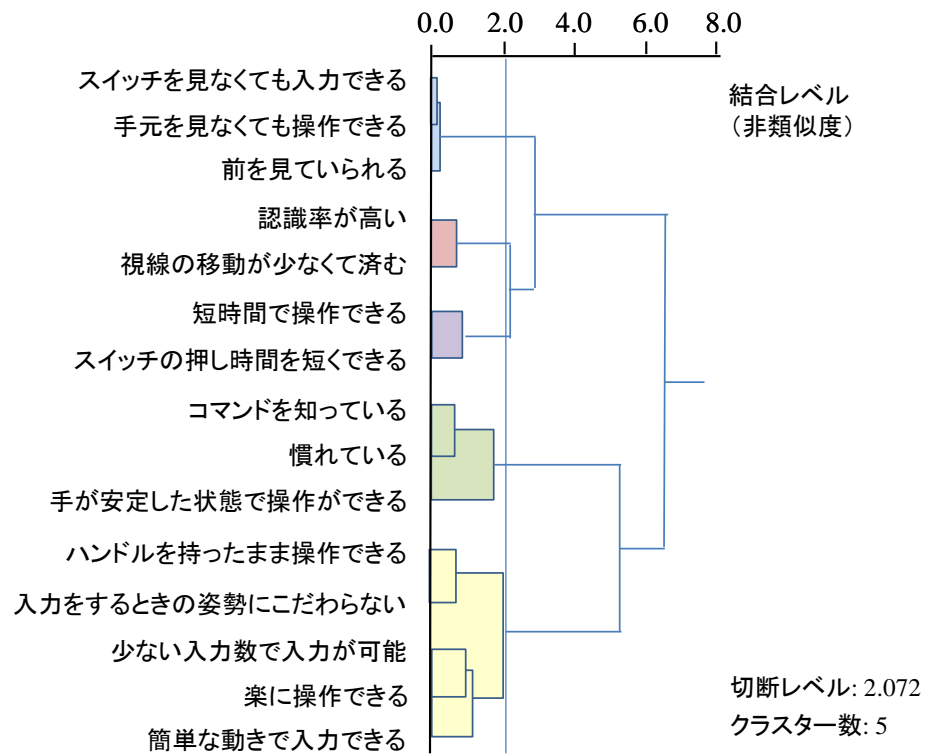 0.0 2.0 4.0 6.0 8.0
スイッチを見なくても入力できる
結合レベル
（非類似度）
手元を見なくても操作できる
前を見ていられる
認識率が高い
視線の移動が少なくて済む
短時間で操作できる
スイッチの押し時間を短くできる
コマンドを知っている
慣れている
手が安定した状態で操作ができる
ハンドルを持ったまま操作できる
入力をするときの姿勢にこだわらない
少ない入力数で入力が可能
楽に操作できる
簡単な動きで入力できる
切断レベル: 2.072
クラスター数: 5